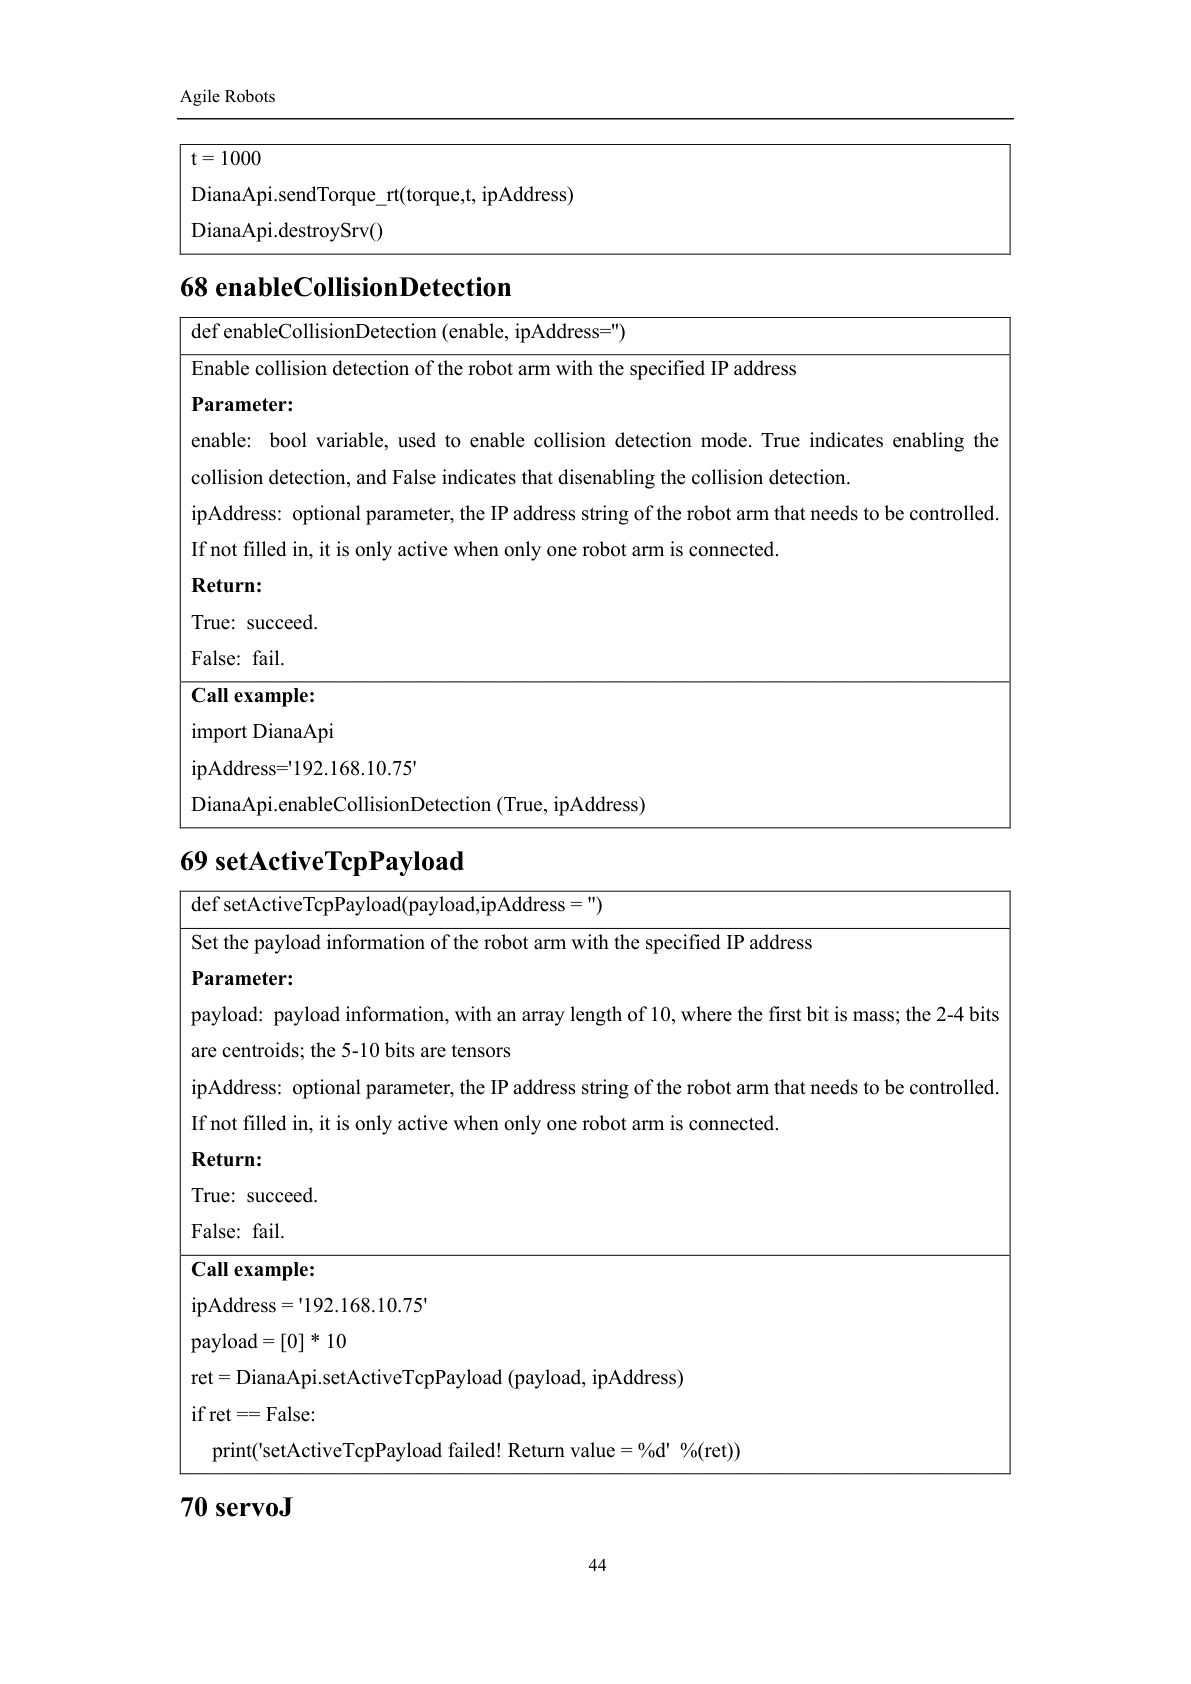 Agile Robots
t = 1000
DianaApi.sendTorque_rt(torque,t, ipAddress)
DianaApi.destroySrv()
68 enableCollisionDetection
def enableCollisionDetection (enable, ipAddress='')
Enable collision detection of the robot arm with the specified IP address
Parameter:
enable: bool variable, used to enable collision detection mode. True indicates enabling the
collision detection, and False indicates that disenabling the collision detection.
ipAddress: optional parameter, the IP address string of the robot arm that needs to be controlled.
If not filled in, it is only active when only one robot arm is connected.
Return:
True: succeed.
False: fail.
Call example:
import DianaApi
ipAddress='192.168.10.75'
DianaApi.enableCollisionDetection (True, ipAddress)
69 setActiveTcpPayload
def setActiveTcpPayload(payload,ipAddress = '')
Set the payload information of the robot arm with the specified IP address
Parameter:
payload: payload information, with an array length of 10, where the first bit is mass; the 2-4 bits
are centroids; the 5-10 bits are tensors
ipAddress: optional parameter, the IP address string of the robot arm that needs to be controlled.
If not filled in, it is only active when only one robot arm is connected.
Return:
True: succeed.
False: fail.
Call example:
ipAddress = '192.168.10.75'
payload = [0] * 10
ret = DianaApi.setActiveTcpPayload (payload, ipAddress)
if ret == False:
print('setActiveTcpPayload failed! Return value = %d' %(ret))
70 servoJ
44